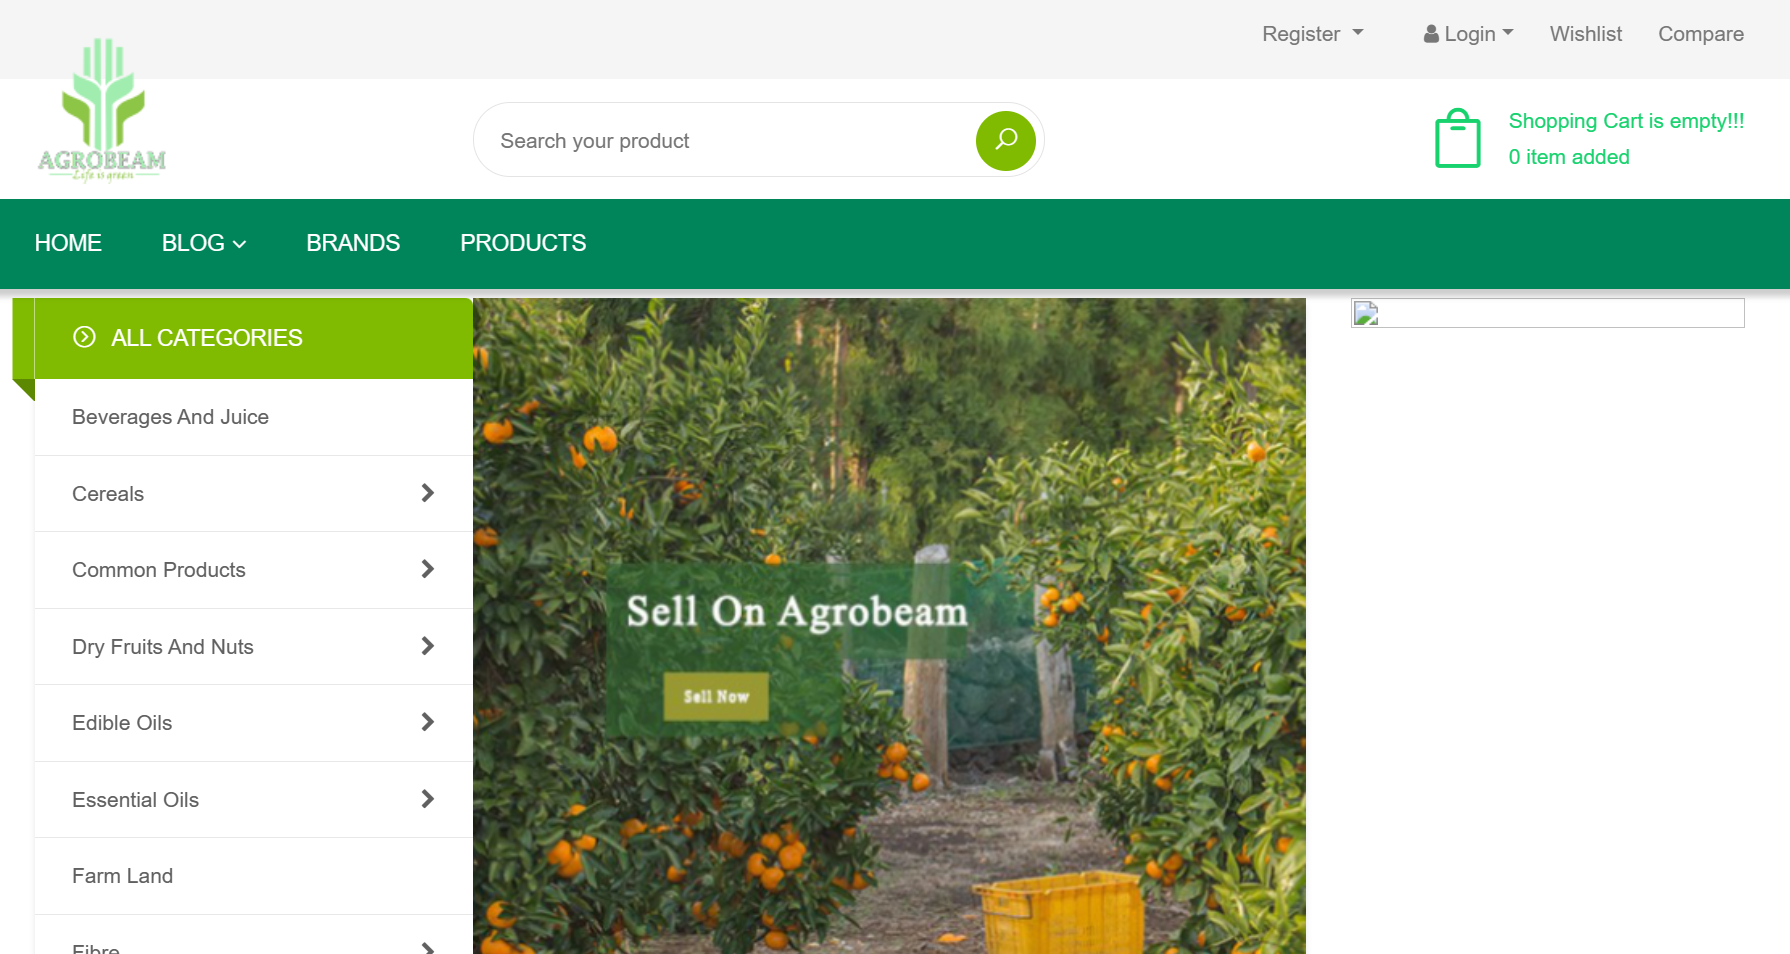 Register
Login
Wishlist
Compare
AGROBEAM
Life is green
Search your product
Shopping Cart is empty!!!
0 item added
HOME
BLOG
BRANDS
PRODUCTS
ALL CATEGORIES
Beverages And Juice
Cereals
Common Products
Dry Fruits And Nuts
Edible Oils
Essential Oils
Farm Land
Fibre
Sell On Agrobeam
Sell Now